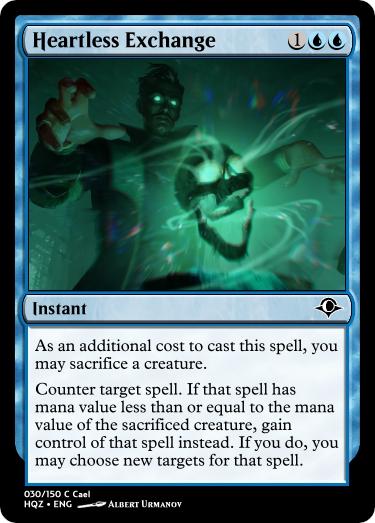 Heartless Exchange 1
Instant
As an additional cost to cast this spell, you
may sacrifice a creature.
Counter target spell. If that spell has
mana value less than or equal to the mana
value of the sacrificed creature, gain
control of that spell instead. If you do, you
may choose new targets for that spell.
030/150 C Cael
HQZ • ENG Albert Urmanov